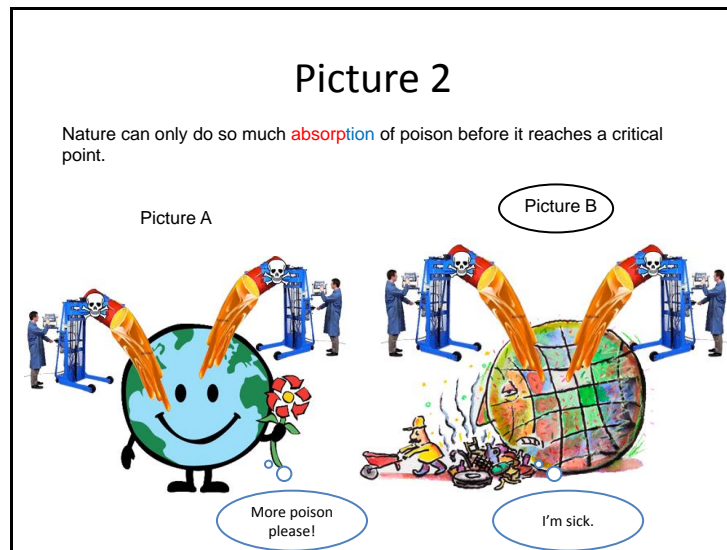 Picture 2
Nature can only do so much absorption of poison before it reaches a critical
point.
Picture A
Picture B
More poison
please!
I'm sick.